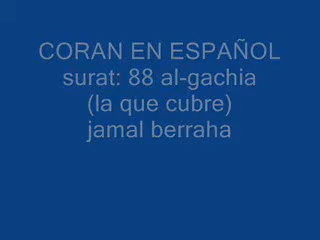 CORAN EN ESPAÑOL
surat: 88 al-gachia
(la que cubre)
jamal berraha